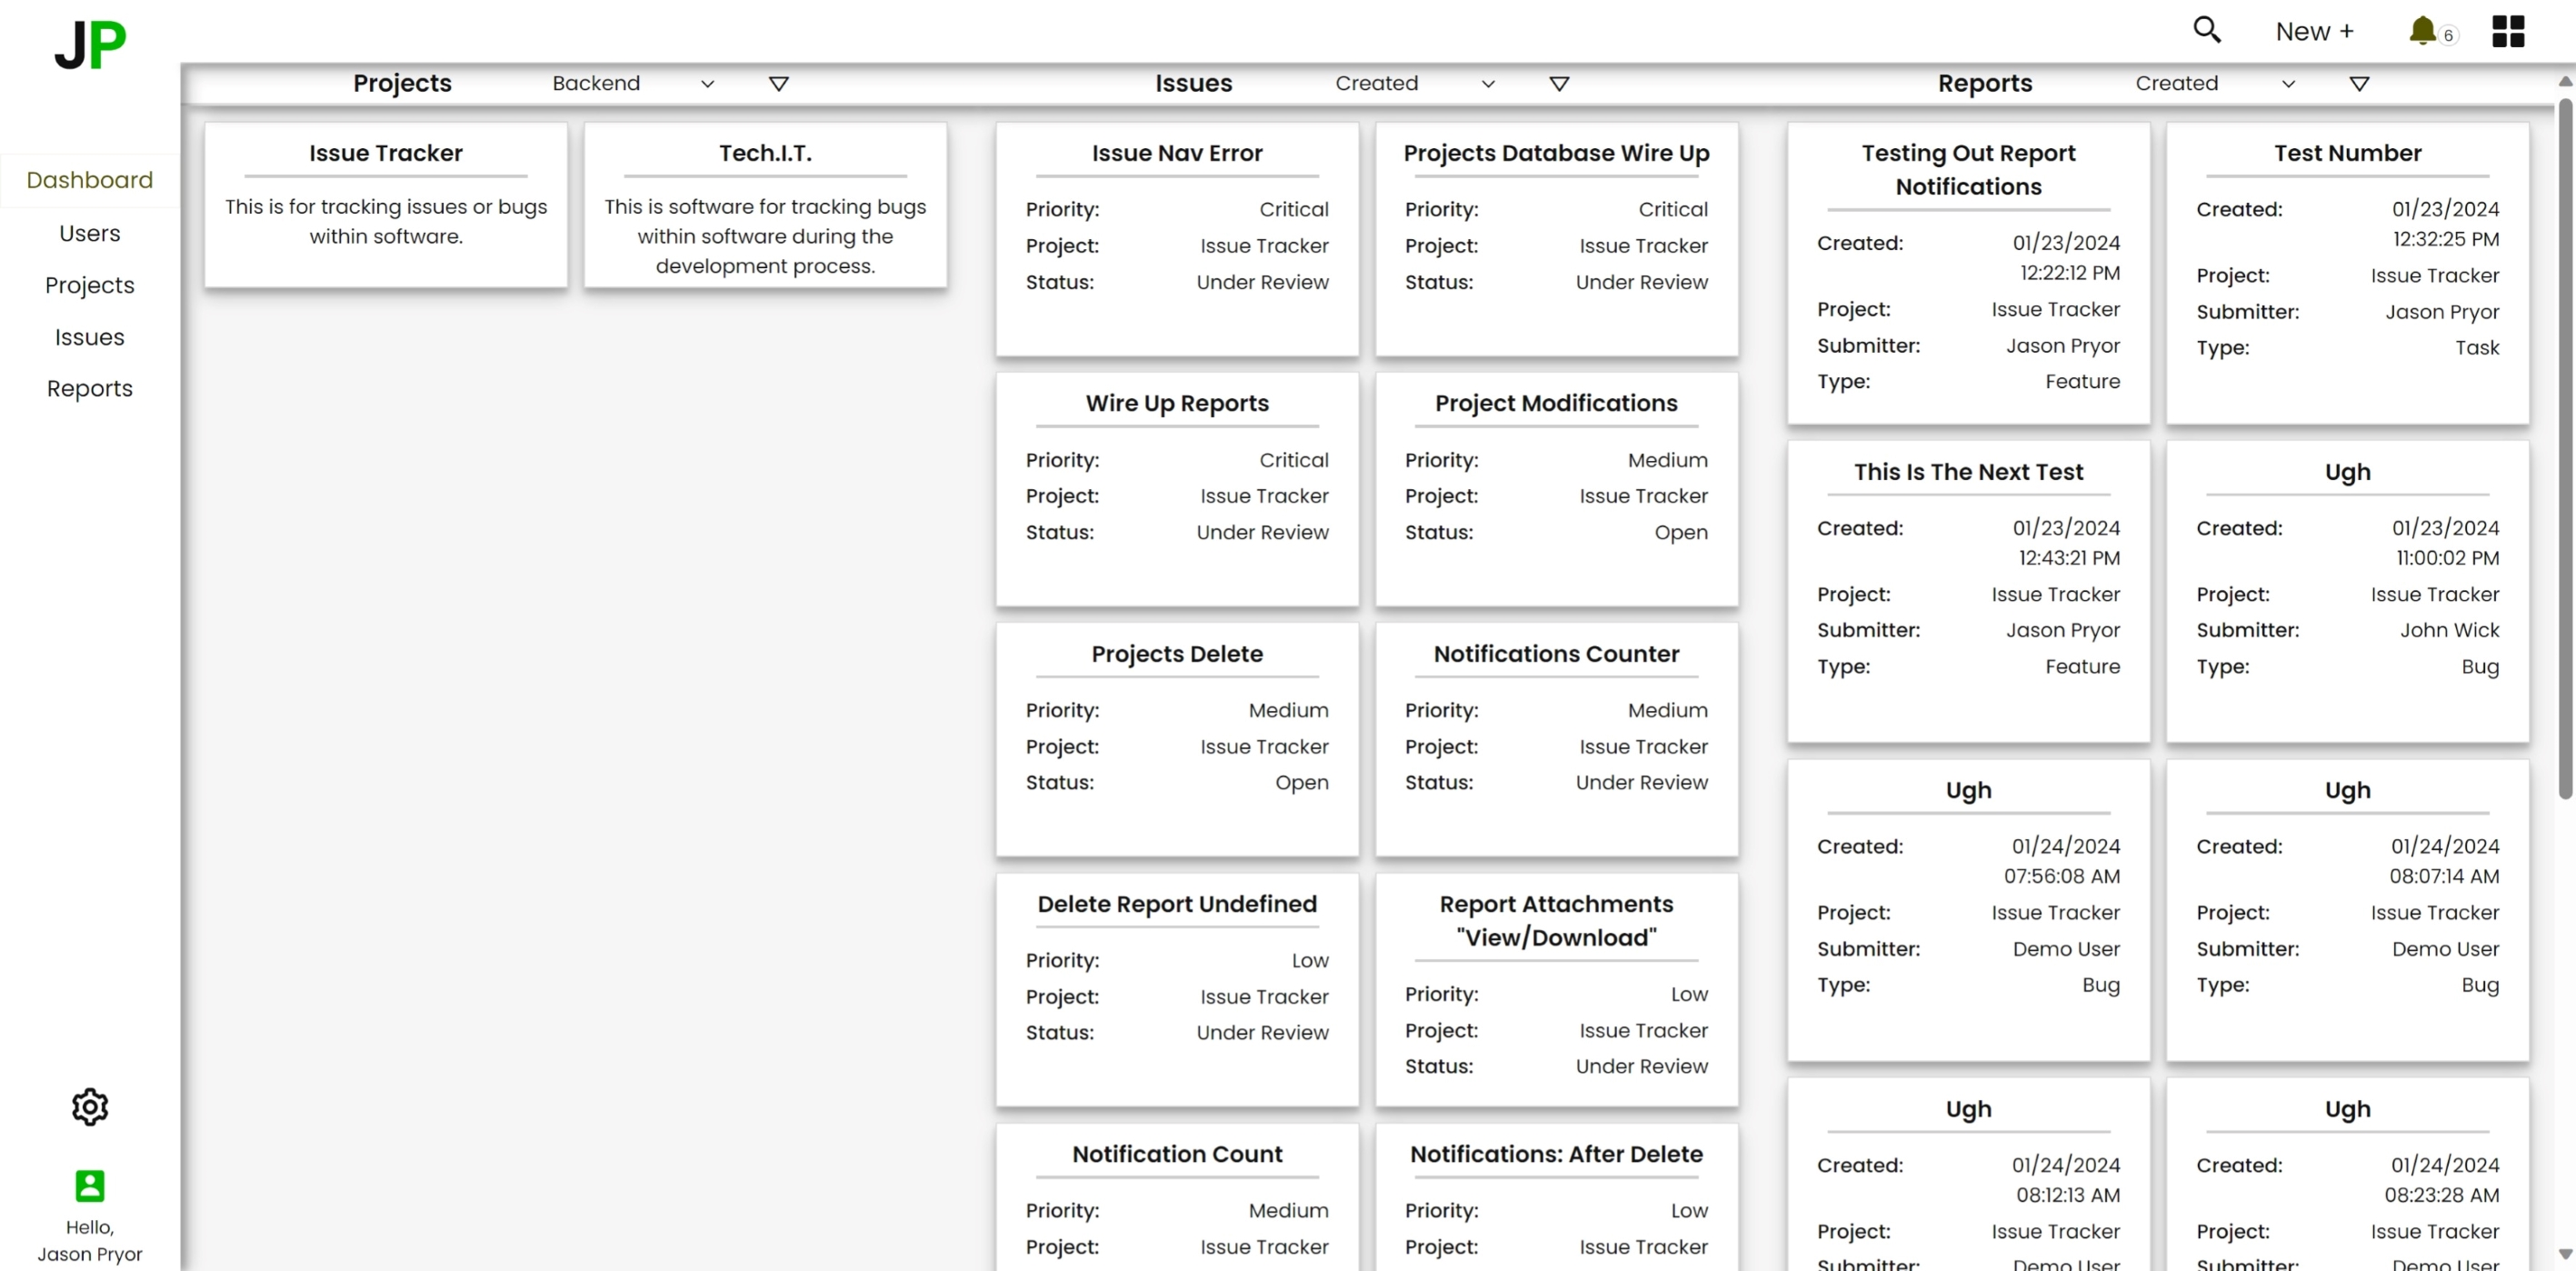 JP
New +
6
Dashboard
Users
Projects
Issues
Reports
Hello,
Jason Pryor
Projects Backend
Issue Tracker
This is for tracking issues or bugs
within software.
Tech.I.T.
This is software for tracking bugs
within software during the
development process.
Issues Created
Issue Nav Error
Priority: Critical
Project: Issue Tracker
Status: Under Review
Projects Database Wire Up
Priority: Critical
Project: Issue Tracker
Status: Under Review
Wire Up Reports
Priority: Critical
Project: Issue Tracker
Status: Under Review
Project Modifications
Priority: Medium
Project: Issue Tracker
Status: Open
Projects Delete
Priority: Medium
Project: Issue Tracker
Status: Open
Notifications Counter
Priority: Medium
Project: Issue Tracker
Status: Under Review
Delete Report Undefined
Priority: Low
Project: Issue Tracker
Status: Under Review
Report Attachments
"View/Download"
Priority: Low
Project: Issue Tracker
Status: Under Review
Notification Count
Priority: Medium
Project: Issue Tracker
Notifications: After Delete
Priority: Low
Project: Issue Tracker
Reports Created
Testing Out Report
Notifications
Created: 01/23/2024
12:22:12 PM
Project: Issue Tracker
Submitter: Jason Pryor
Type: Feature
Test Number
Created: 01/23/2024
12:32:25 PM
Project: Issue Tracker
Submitter: Jason Pryor
Type: Task
This Is The Next Test
Created: 01/23/2024
12:43:21 PM
Project: Issue Tracker
Submitter: Jason Pryor
Type: Feature
Ugh
Created: 01/23/2024
11:00:02 PM
Project: Issue Tracker
Submitter: John Wick
Type: Bug
Ugh
Created: 01/24/2024
07:56:08 AM
Project: Issue Tracker
Submitter: Demo User
Type: Bug
Ugh
Created: 01/24/2024
08:07:14 AM
Project: Issue Tracker
Submitter: Demo User
Type: Bug
Ugh
Created: 01/24/2024
08:12:13 AM
Project: Issue Tracker
Submitter: Demo User
Ugh
Created: 01/24/2024
08:23:28 AM
Project: Issue Tracker
Submitter: Demo User